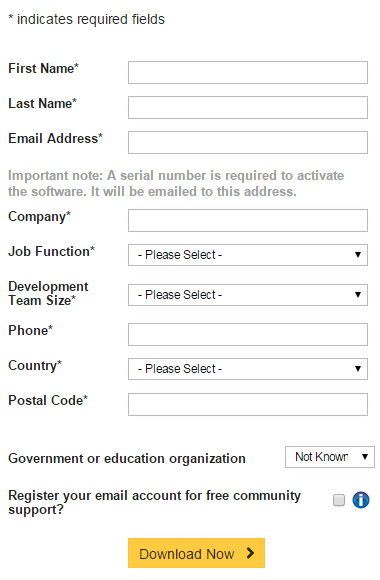 * indicates required fields
First Name*
Last Name*
Email Address*
Important note: A serial number is required to activate
the software. It will be emailed to this address.
Company*
Job Function* - Please Select -
Development
Team Size* - Please Select -
Phone*
Country* - Please Select -
Postal Code*
Government or education organization Not Known
Register your email account for free community
support?
Download Now